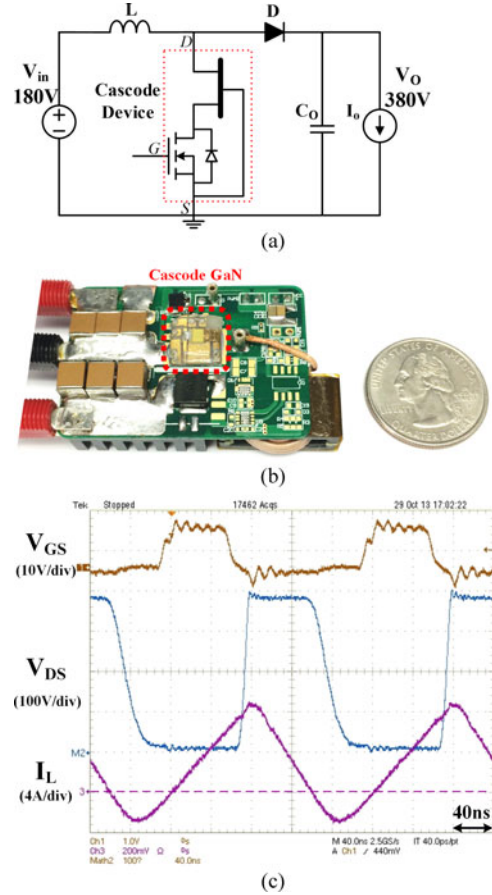 L
D
D
V_in
180V
Cascode
Device
G
S
C_O
I_o
V_O
380V
(a)
Cascode GaN
(b)
Tek Stopped 17462 Acqs 29 Oct 13 17:02:22
V_GS
(10V/div)
V_DS
(100V/div)
M2
I_L
(4A/div)
3
40ns
Ch1 1.0V
Ch3 200mV Ω
Math2 100? 40.0ns
M 40.0ns 2.5GS/s IT 40.0ps/pt
A Ch1 / 440mV
(c)